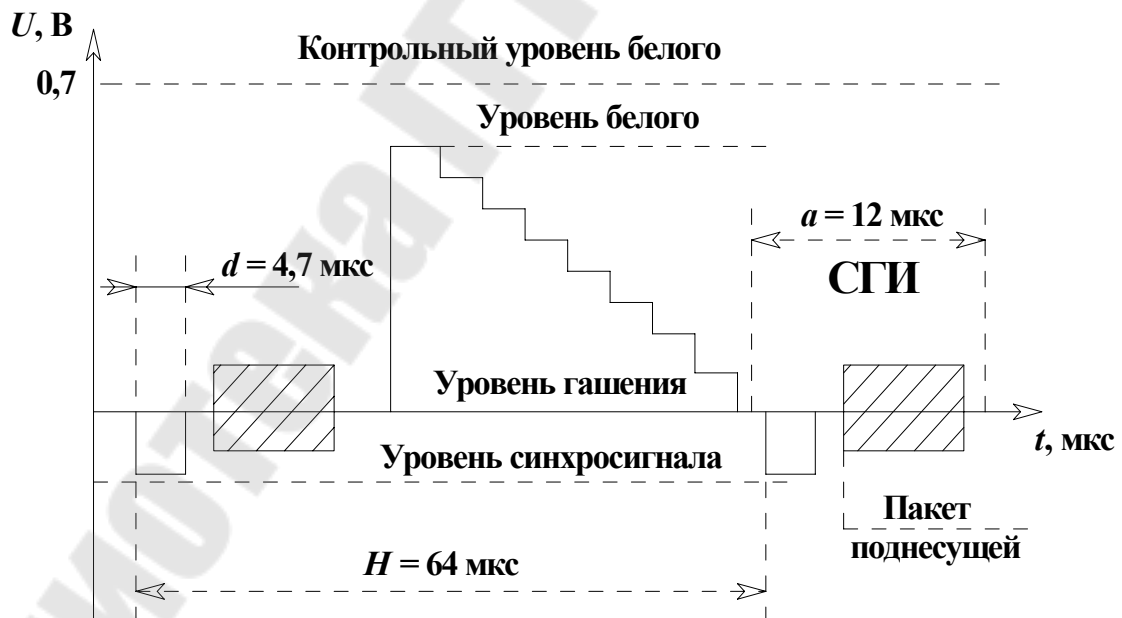 U, В
Контрольный уровень белого
0,7
Уровень белого
a = 12 мкс
d = 4,7 мкс
СГИ
Уровень гашения
t, мкс
Уровень синхросигнала
Пакет
поднесущей
H = 64 мкс